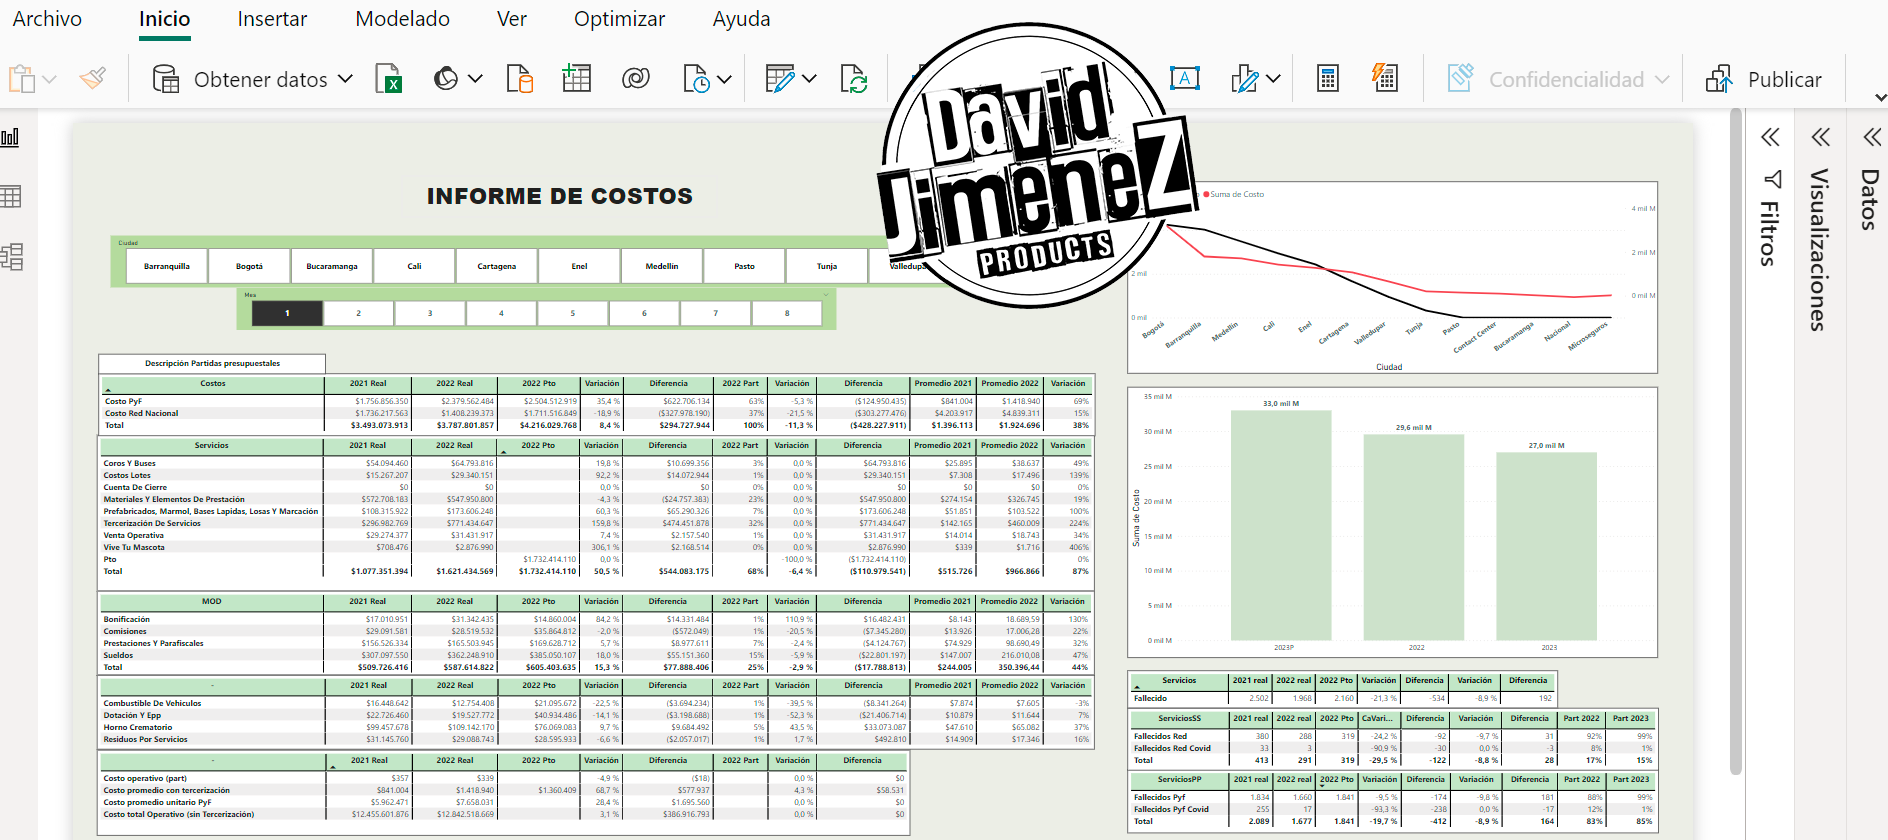 Archivo Inicio Insertar Modelado Ver Optimizar Ayuda
Obtener datos Confidencialidad Publicar
David
JimeneZ
PRODUCTS
Filtros
Visualizaciones
Datos
INFORME DE COSTOS
Ciudad
Barranquilla Bogotá Bucaramanga Cali Cartagena Enel Medellín Pasto Tunja Valledupa
Mes
1 2 3 4 5 6 7 8
Descripción Partidas presupuestales
Costos 2021 Real 2022 Real 2022 Pto Variación Diferencia 2022 Part Variación Diferencia Promedio 2021 Promedio 2022 Variación
Costo PyF $1.756.856.350 $2.379.562.484 $2.504.512.919 35,4 % $622.706.134 63% -5,3 % ($124.950.435) $841.004 $1.418.940 69%
Costo Red Nacional $1.736.217.563 $1.408.239.373 $1.711.516.849 -18,9 % ($327.978.190) 37% -21,5 % ($303.277.476) $4.203.917 $4.839.311 15%
Total $3.493.073.913 $3.787.801.857 $4.216.029.768 8,4 % $294.727.944 100% -11,3 % ($428.227.911) $1.396.113 $1.924.696 38%
Servicios 2021 Real 2022 Real 2022 Pto Variación Diferencia 2022 Part Variación Diferencia Promedio 2021 Promedio 2022 Variación
Coros Y Buses $54.094.460 $64.793.816 19,8 % $10.699.356 3% 0,0 % $64.793.816 $25.895 $38.637 49%
Costos Lotes $15.267.207 $29.340.151 92,2 % $14.072.944 1% 0,0 % $29.340.151 $7.308 $17.496 139%
Cuenta De Cierre $0 $0 0,0 % $0 0% 0,0 % $0 $0 $0 0%
Materiales Y Elementos De Prestación $572.708.183 $547.950.800 -4,3 % ($24.757.383) 23% 0,0 % $547.950.800 $274.154 $326.745 19%
Prefabricados, Marmol, Bases Lapidas, Losas Y Marcación $108.315.922 $173.606.248 60,3 % $65.290.326 7% 0,0 % $173.606.248 $51.851 $103.522 100%
Tercerización De Servicios $296.982.769 $771.434.647 159,8 % $474.451.878 32% 0,0 % $771.434.647 $142.165 $460.009 224%
Venta Operativa $29.274.377 $31.431.917 7,4 % $2.157.540 1% 0,0 % $31.431.917 $14.014 $18.743 34%
Vive Tu Mascota $708.476 $2.876.990 306,1 % $2.168.514 0% 0,0 % $2.876.990 $339 $1.716 406%
Pto $1.732.414.110 0,0 % -100,0 % ($1.732.414.110) 0%
Total $1.077.351.394 $1.621.434.569 $1.732.414.110 50,5 % $544.083.175 68% -6,4 % ($110.979.541) $515.726 $966.866 87%
MOD 2021 Real 2022 Real 2022 Pto Variación Diferencia 2022 Part Variación Diferencia Promedio 2021 Promedio 2022 Variación
Bonificación $17.010.951 $31.342.435 $14.860.004 84,2 % $14.331.484 1% 110,9 % $16.482.431 $8.143 18.689,59 130%
Comisiones $29.091.581 $28.519.532 $35.864.812 -2,0 % ($572.049) 1% -20,5 % ($7.345.280) $13.926 17.006,28 22%
Prestaciones Y Parafiscales $156.526.334 $165.503.945 $169.628.712 5,7 % $8.977.611 7% -2,4 % ($4.124.767) $74.929 98.690,49 32%
Sueldos $307.097.550 $362.248.910 $385.050.107 18,0 % $55.151.360 15% -5,9 % ($22.801.197) $147.007 216.010,08 47%
Total $509.726.416 $587.614.822 $605.403.635 15,3 % $77.888.406 25% -2,9 % ($17.788.813) $244.005 350.396,44 44%
- 2021 Real 2022 Real 2022 Pto Variación Diferencia 2022 Part Variación Diferencia Promedio 2021 Promedio 2022 Variación
Combustible De Vehiculos $16.448.642 $12.754.408 $21.095.672 -22,5 % ($3.694.234) 1% -39,5 % ($8.341.264) $7.874 $7.605 -3%
Dotación Y Epp $22.726.460 $19.527.772 $40.934.486 -14,1 % ($3.198.688) 1% -52,3 % ($21.406.714) $10.879 $11.644 7%
Horno Crematorio $99.457.678 $109.142.170 $76.069.083 9,7 % $9.684.492 5% 43,5 % $33.073.087 $47.610 $65.082 37%
Residuos Por Servicios $31.145.760 $29.088.743 $28.595.933 -6,6 % ($2.057.017) 1% 1,7 % $492.810 $14.909 $17.346 16%
- 2021 Real 2022 Real 2022 Pto Variación Diferencia 2022 Part Variación Diferencia
Costo operativo (part) $357 $339 -4,9 % ($18) 0,0 % $0
Costo promedio con tercerización $841.004 $1.418.940 $1.360.409 68,7 % $577.937 4,3 % $58.531
Costo promedio unitario PyF $5.962.471 $7.658.031 28,4 % $1.695.560 0,0 % $0
Costo total Operativo (sin Tercerización) $12.455.601.876 $12.842.518.669 3,1 % $386.916.793 0,0 % $0
Suma de Costo
4 mil M
2 mil M
0 mil M
2 mil
0 mil
Bogotá Barranquilla Medellín Cali Enel Cartagena Valledupar Tunja Pasto Contact Center Bucaramanga Nacional Microseguros
Ciudad
35 mil M
30 mil M
25 mil M
20 mil M
15 mil M
10 mil M
5 mil M
0 mil M
Suma de Costo
33,0 mil M
29,6 mil M
27,0 mil M
2023P 2022 2023
Servicios 2021 real 2022 real 2022 Pto Variación Diferencia Variación Diferencia
Fallecido 2.502 1.968 2.160 -21,3 % -534 -8,9 % 192
ServiciosSS 2021 real 2022 real 2022 Pto CaVari... Diferencia Variación Diferencia Part 2022 Part 2023
Fallecidos Red 380 288 319 -24,2 % -92 -9,7 % 31 92% 99%
Fallecidos Red Covid 33 3 -90,9 % -30 0,0 % -3 8% 1%
Total 413 291 319 -29,5 % -122 -8,8 % 28 17% 15%
ServiciosPP 2021 real 2022 real 2022 Pto Variación Diferencia Variación Diferencia Part 2022 Part 2023
Fallecidos Pyf 1.834 1.660 1.841 -9,5 % -174 -9,8 % 181 88% 99%
Fallecidos Pyf Covid 255 17 -93,3 % -238 0,0 % -17 12% 1%
Total 2.089 1.677 1.841 -19,7 % -412 -8,9 % 164 83% 85%